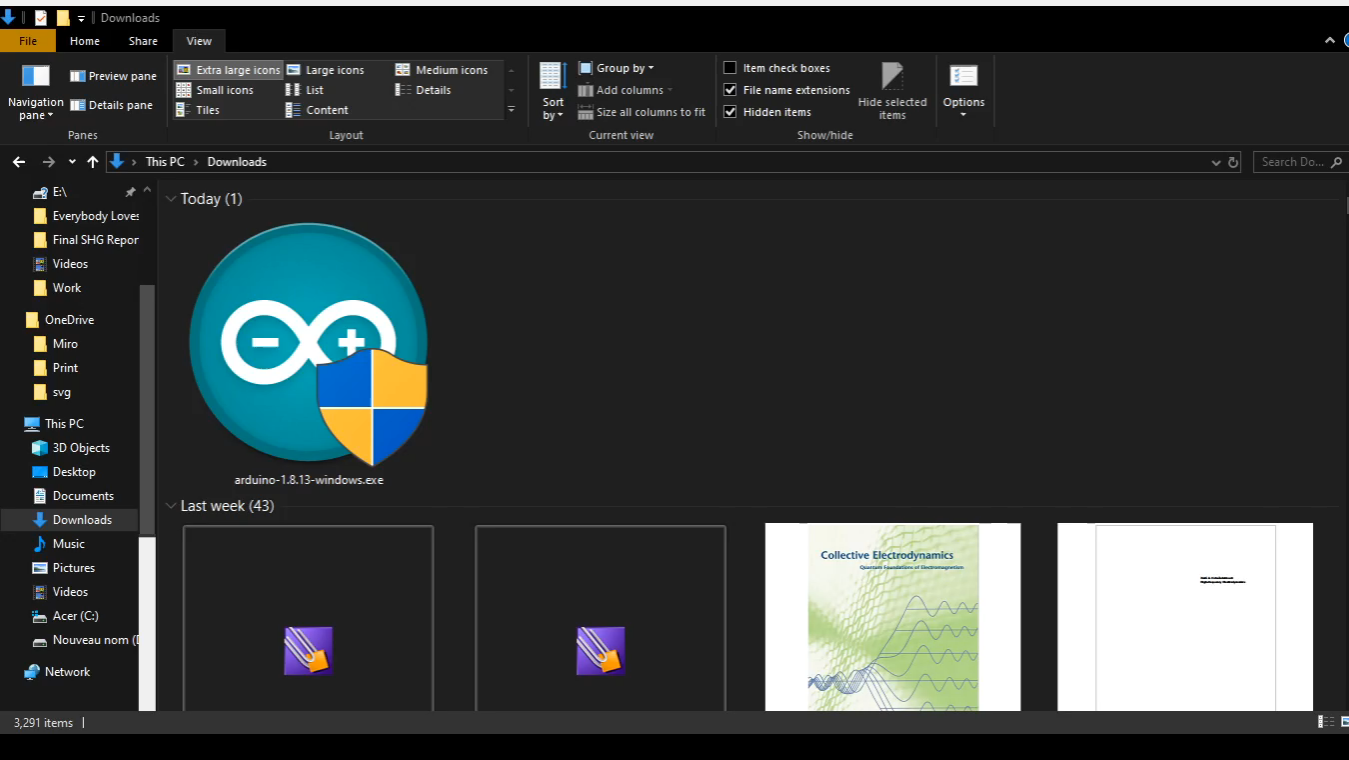 Downloads
File Home Share View
Navigation pane
Preview pane
Details pane
Panes
Extra large icons Large icons Medium icons
Small icons List Details
Tiles Content
Layout
Sort by
Group by
Add columns
Size all columns to fit
Current view
Item check boxes
File name extensions
Hidden items
Hide selected items
Show/hide
Options
This PC > Downloads
Search Do...
E:\
Everybody Loves
Final SHG Repor
Videos
Work
OneDrive
Miro
Print
svg
This PC
3D Objects
Desktop
Documents
Downloads
Music
Pictures
Videos
Acer (C:)
Nouveau nom (D
Network
Today (1)
arduino-1.8.13-windows.exe
Last week (43)
Collective Electrodynamics
Quantum Foundations of Electromagnetism
3,291 items